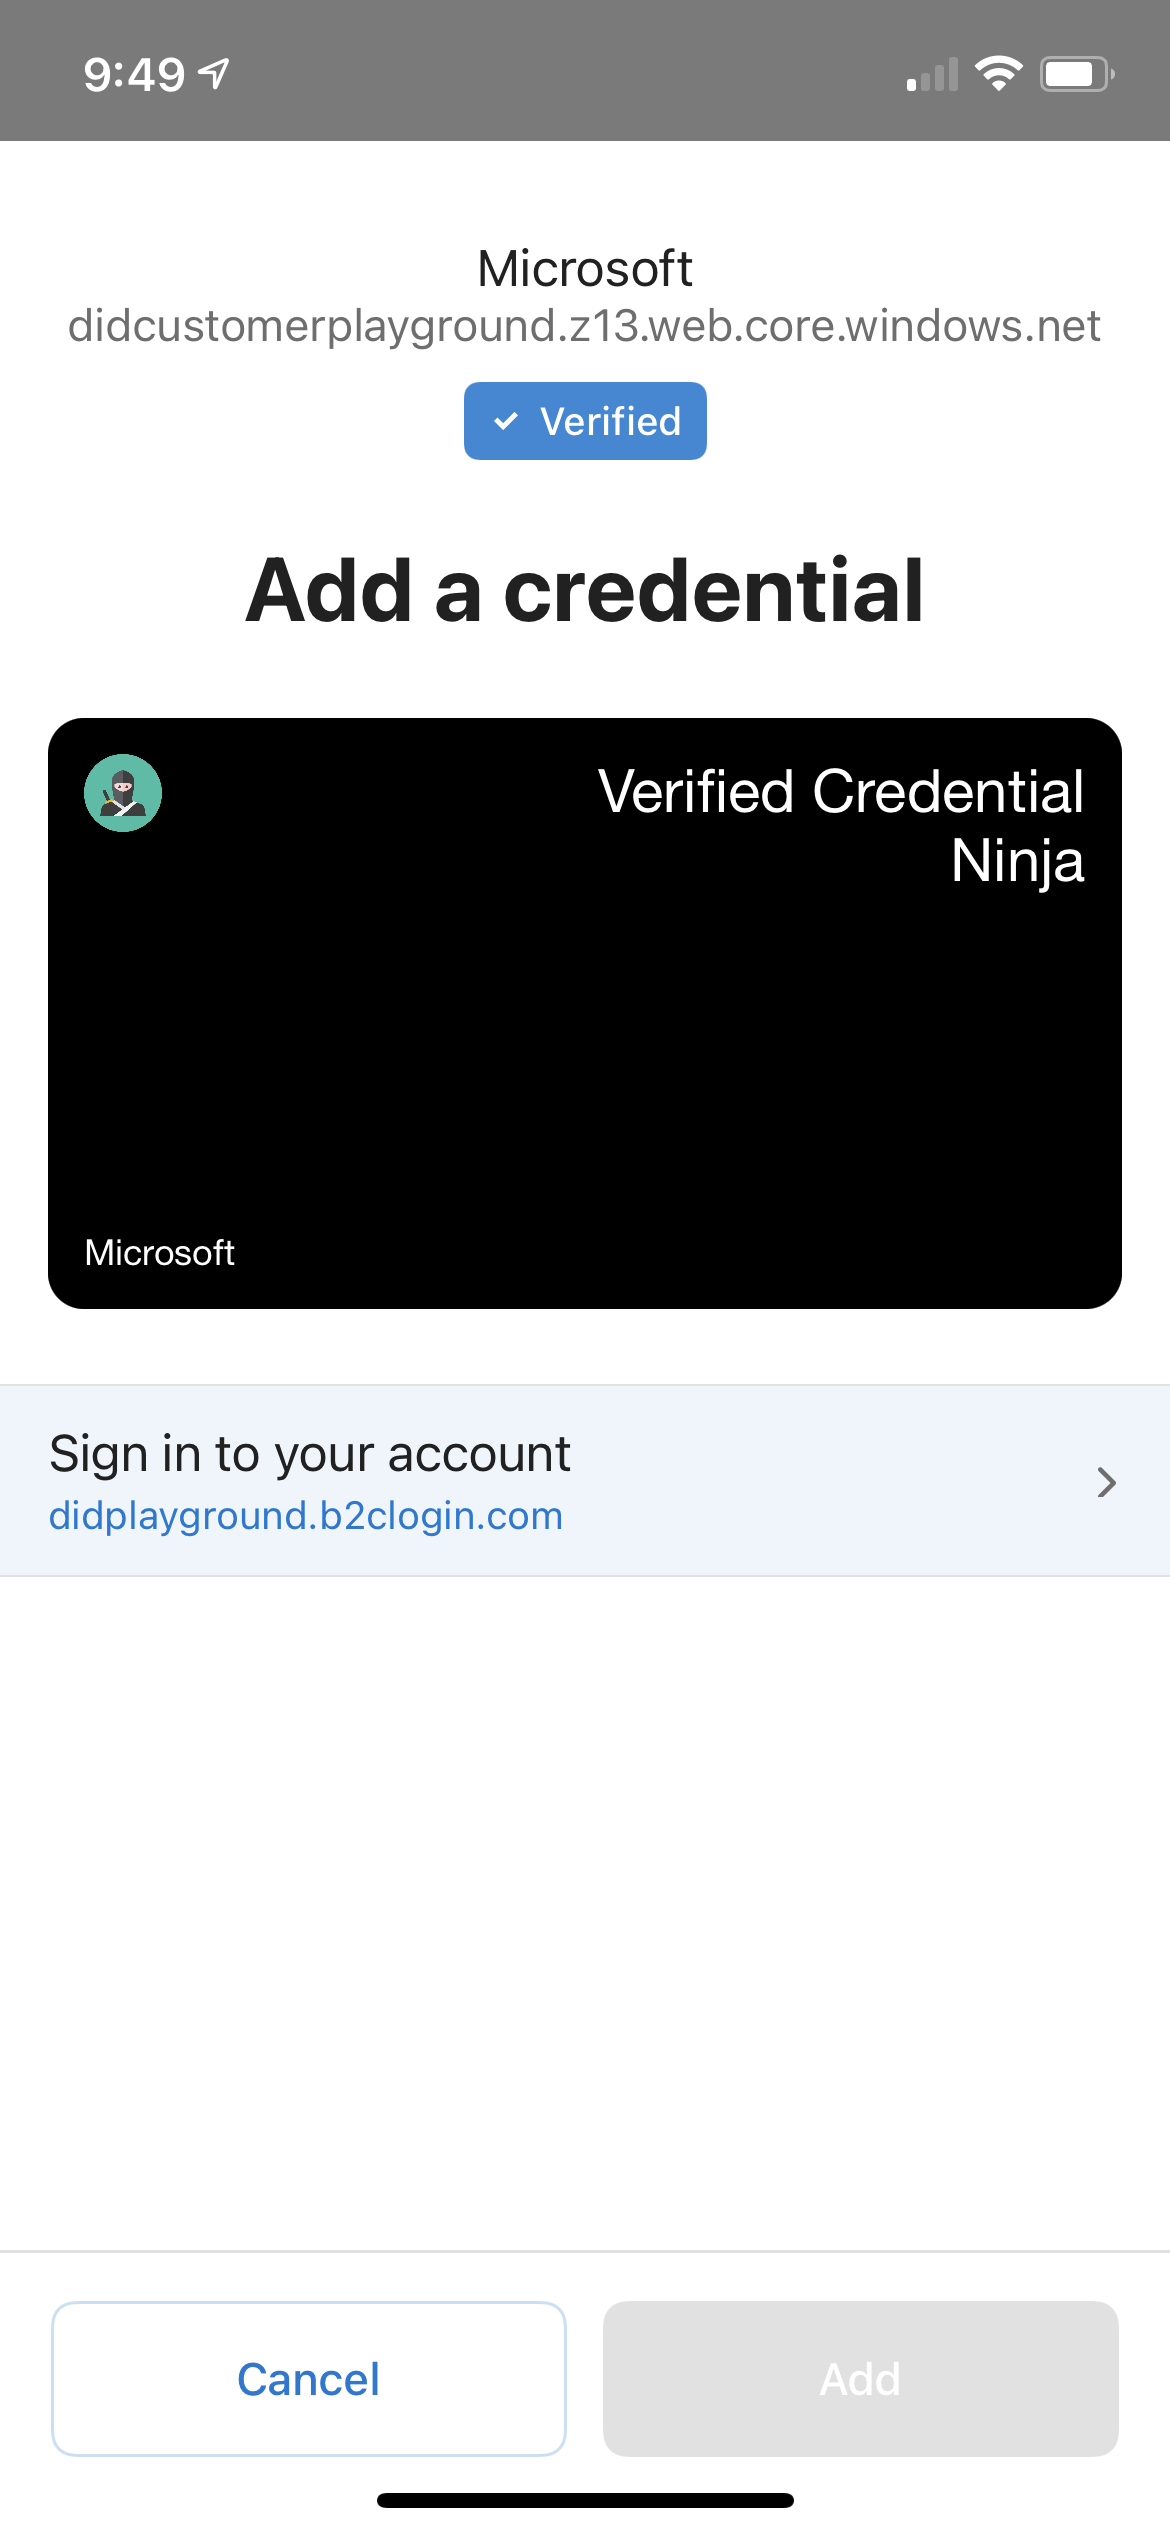 9:49
Microsoft
didcustomerplayground.z13.web.core.windows.net
Verified
Add a credential
Verified Credential
Ninja
Microsoft
Sign in to your account
didplayground.b2clogin.com
Cancel
Add